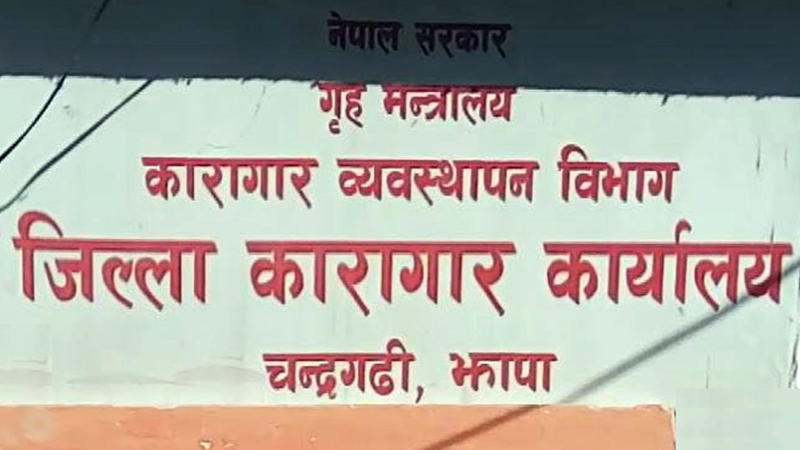 नेपाल सरकार
गृह मन्त्रालय
कारागार व्यवस्थापन विभाग
जिल्ला कारागार कार्यालय
चन्द्रगढी, झापा